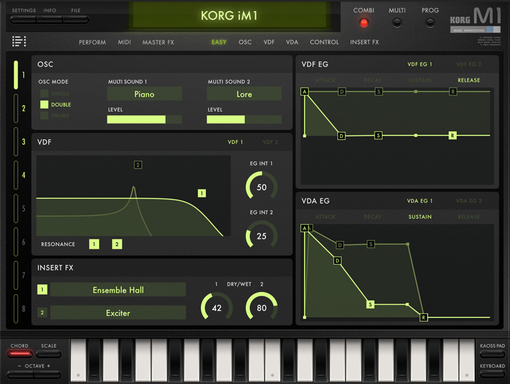 SETTINGS INFO FILE
KORG iM1
COMBI MULTI PROG
KORG M1
PERFORM MIDI MASTER FX EASY OSC VDF VDA CONTROL INSERT FX
1
2
3
4
5
6
7
8
OSC
OSC MODE
SINGLE
DOUBLE
DRUMS
MULTI SOUND 1
Piano
LEVEL
MULTI SOUND 2
Lore
LEVEL
VDF
VDF 1 VDF 2
2
1
RESONANCE 1 2
EG INT 1
50
EG INT 2
25
INSERT FX
1 Ensemble Hall
2 Exciter
1 DRY/WET 2
42 80
VDF EG
VDF EG 1 VDF EG 2
ATTACK DECAY SUSTAIN RELEASE
A D S R
D S R
VDA EG
VDA EG 1 VDA EG 2
ATTACK DECAY SUSTAIN RELEASE
A D S
D
S
R
CHORD SCALE
− OCTAVE +
KAOSS PAD
KEYBOARD